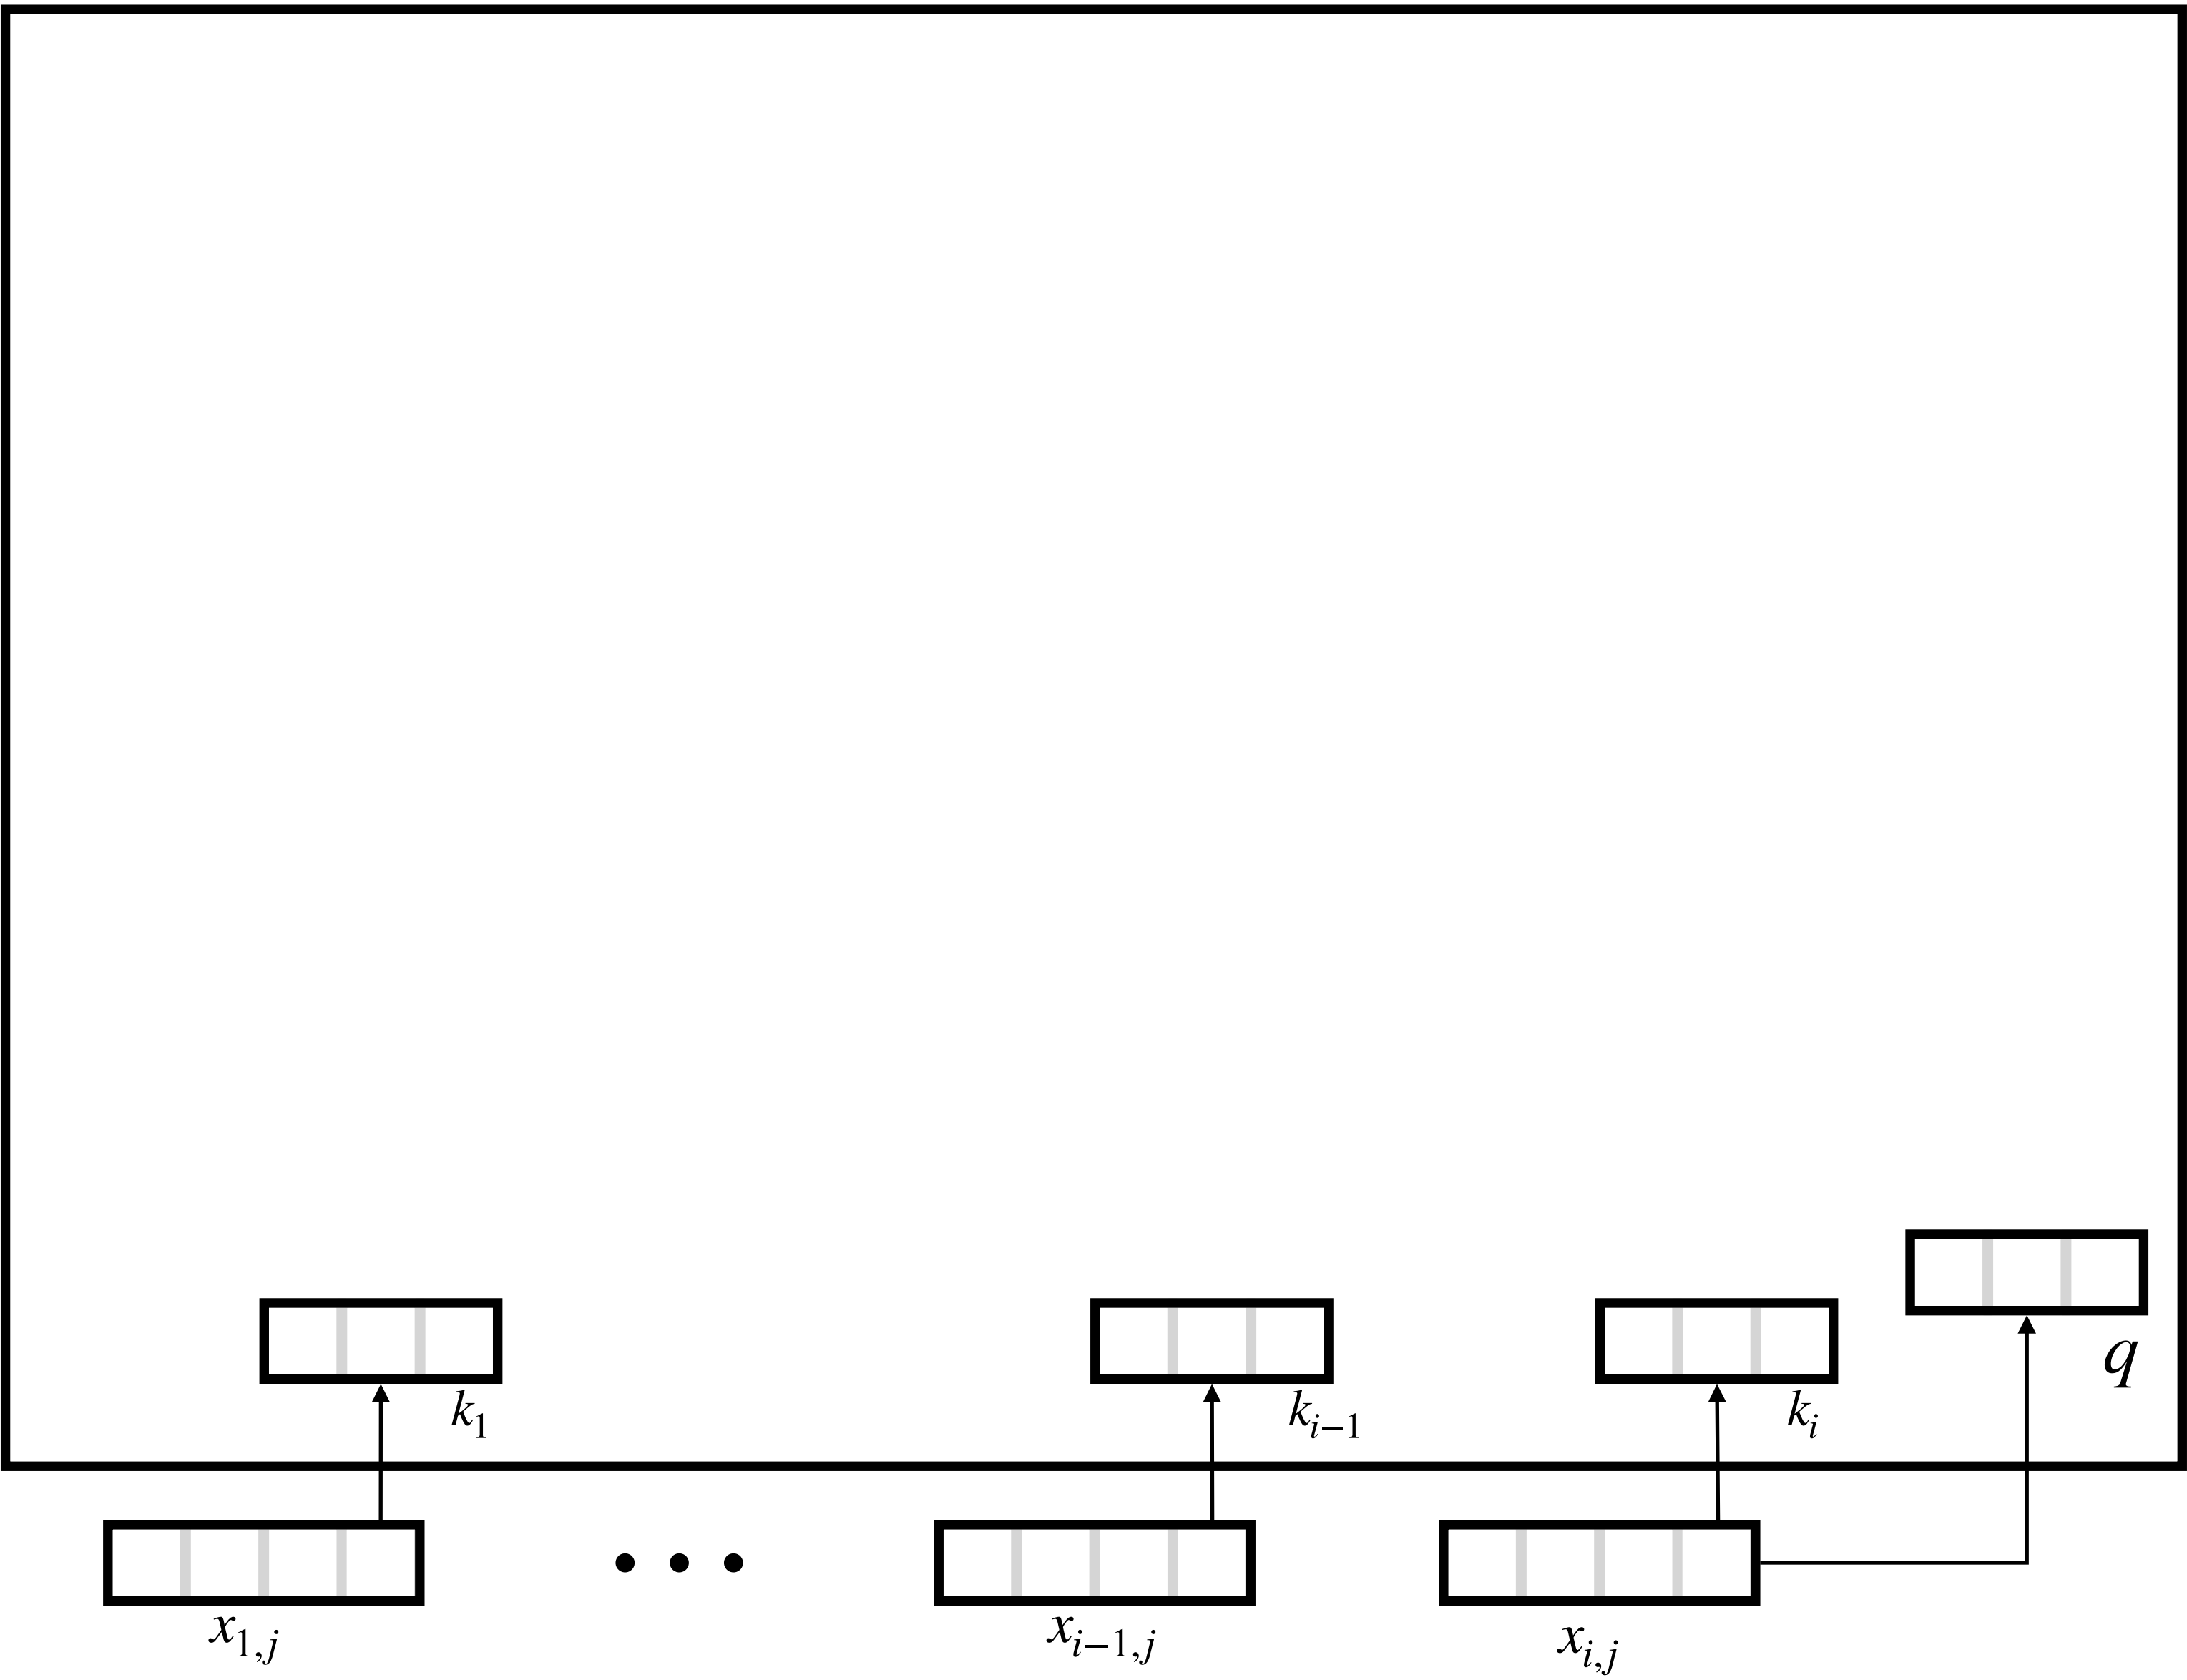 q
k₁ kᵢ₋₁ kᵢ
x₁,ⱼ xᵢ₋₁,ⱼ xᵢ,ⱼ